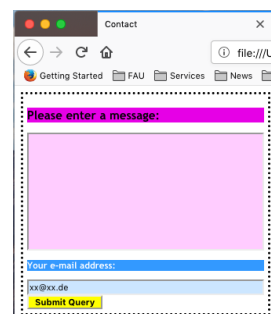 Contact
file:///U
Getting Started FAU Services News
Please enter a message:
Your e-mail address:
xx@xx.de
Submit Query